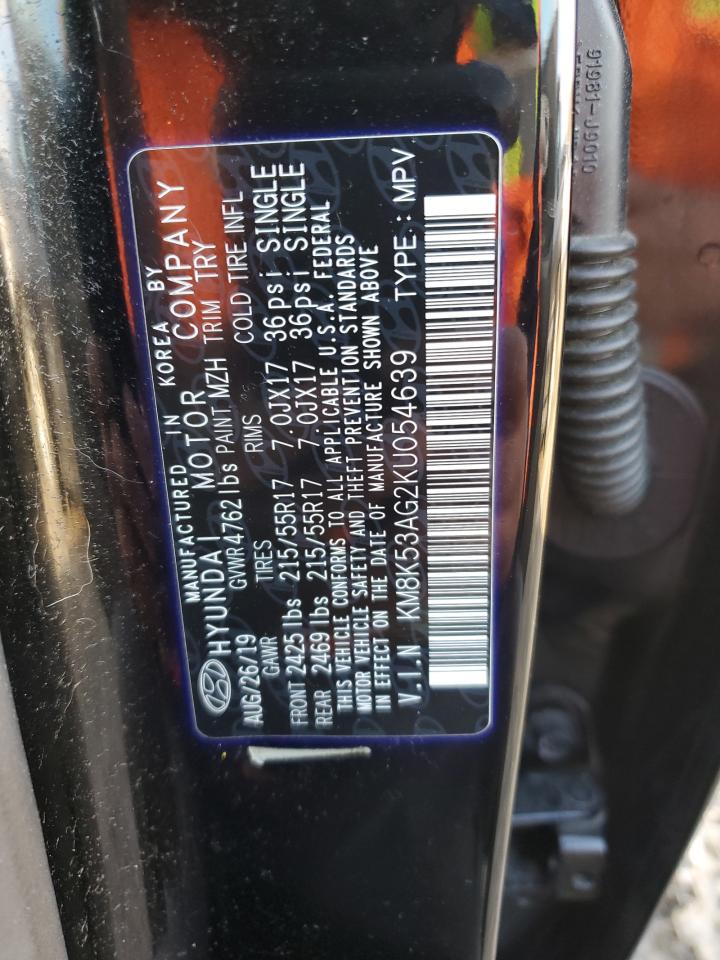 MANUFACTURED IN KOREA BY
HYUNDAI MOTOR COMPANY
AUG/26/19 GVWR 4762 lbs PAINT MZH TRIM TRY
GAWR TIRES RIMS COLD TIRE INFL
FRONT 2425 lbs 215/55R17 7.0JX17 36psi SINGLE
REAR 2469 lbs 215/55R17 7.0JX17 36psi SINGLE
THIS VEHICLE CONFORMS TO ALL APPLICABLE U.S.A. FEDERAL
MOTOR VEHICLE SAFETY AND THEFT PREVENTION STANDARDS
IN EFFECT ON THE DATE OF MANUFACTURE SHOWN ABOVE
V.I.N KM8K53AG2KU054639 TYPE : MPV
91981-J9010